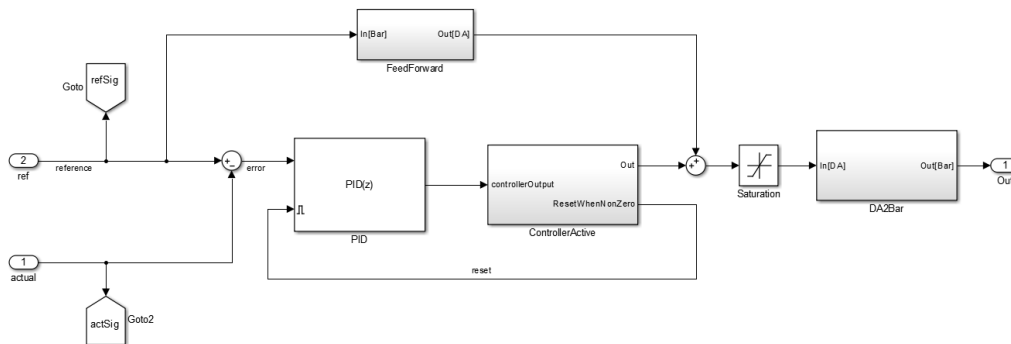 In[Bar]
Out[DA]
FeedForward
Goto
refSig
2
ref
reference
+
−
error
PID(z)
PID
controllerOutput
Out
ResetWhenNonZero
ControllerActive
+
+
Saturation
In[DA]
Out[Bar]
DA2Bar
1
Out
1
actual
reset
actSig
Goto2